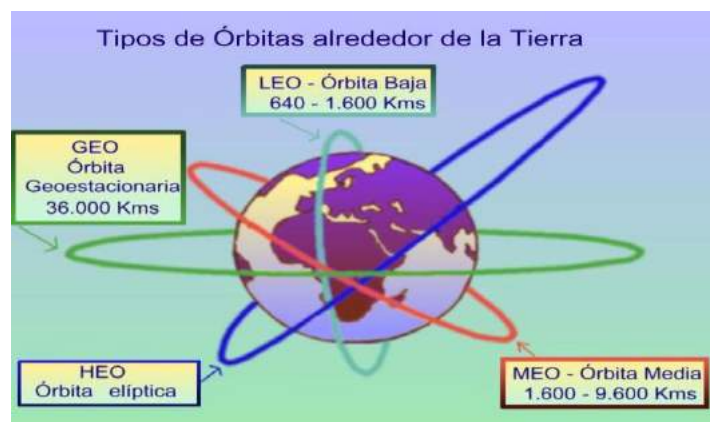 Tipos de Órbitas alrededor de la Tierra
LEO - Órbita Baja
640 - 1.600 Kms
GEO
Órbita
Geoestacionaria
36.000 Kms
HEO
Órbita elíptica
MEO - Órbita Media
1.600 - 9.600 Kms